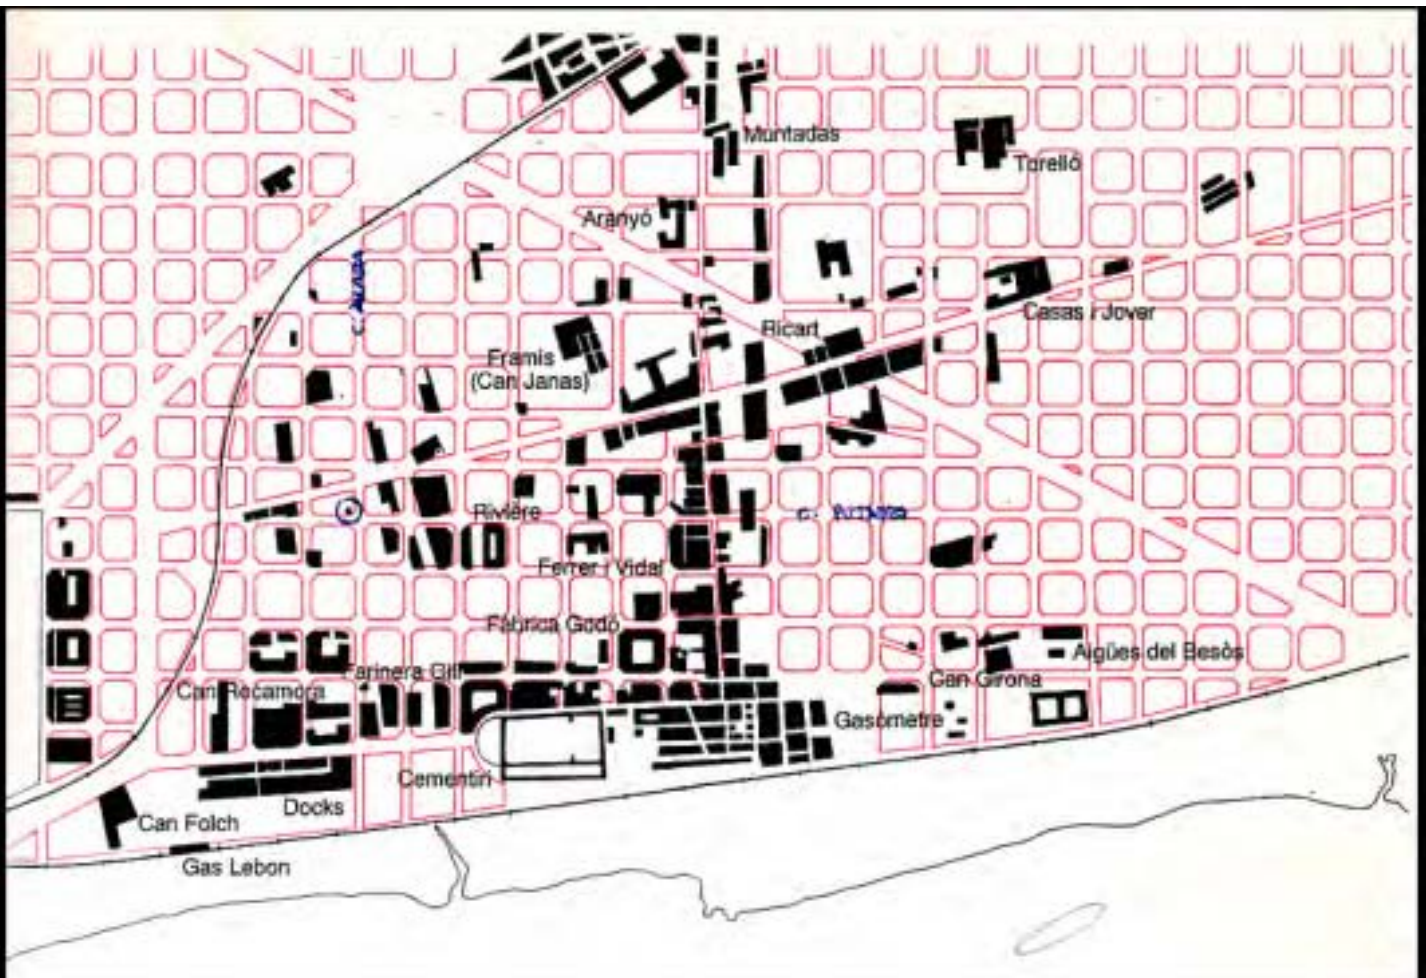 Muntadas
Torelló
Aranyó
Casas i Jover
Ricart
Framis
(Can Janas)
Rivière
Ferrer i Vidal
Fàbrica Godó
Aigües del Besòs
Farinera Gili
Can Girona
Can Recamora
Gasòmetre
Cementiri
Docks
Can Folch
Gas Lebon